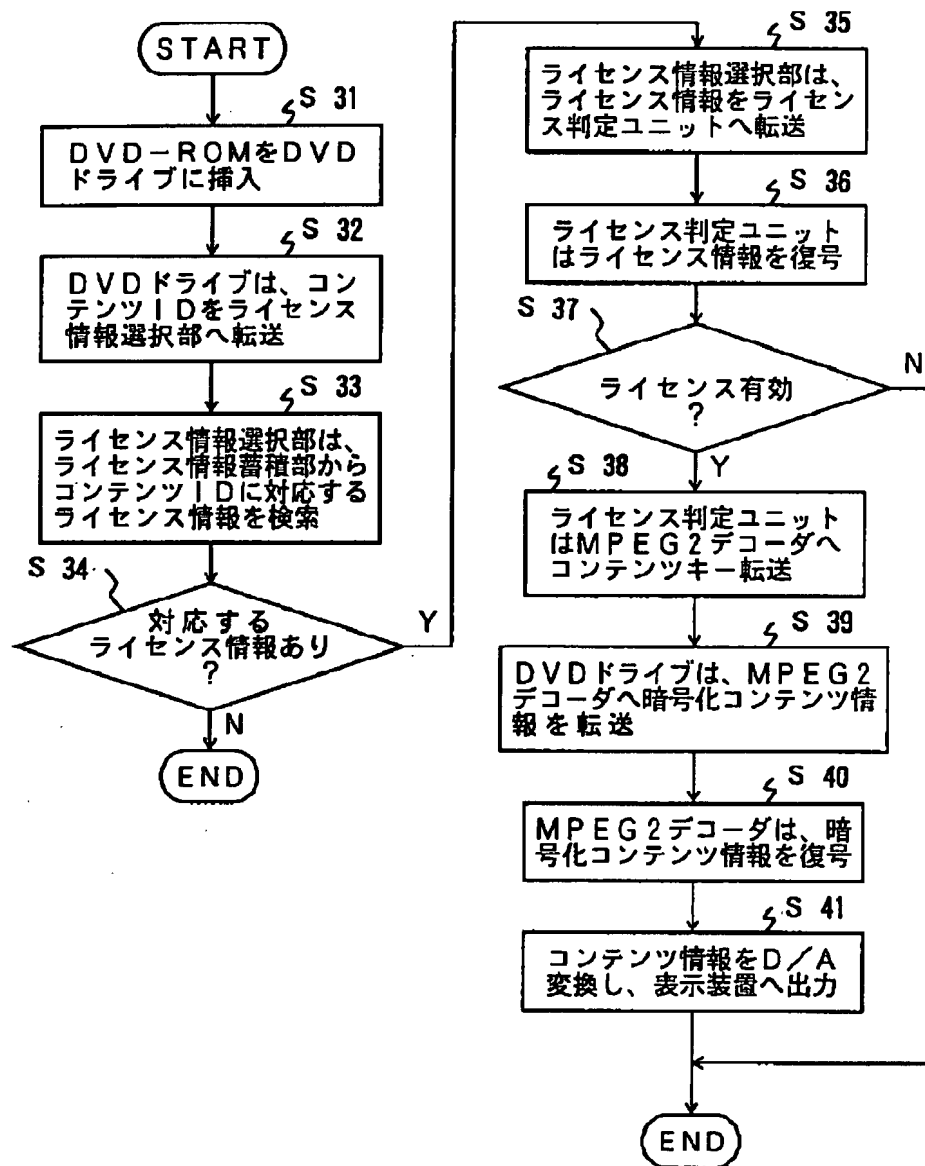 START
S 31
DVD-ROMをDVD
ドライブに挿入
S 32
DVDドライブは、コン
テンツIDをライセンス
情報選択部へ転送
S 33
ライセンス情報選択部は、
ライセンス情報蓄積部から
コンテンツIDに対応する
ライセンス情報を検索
S 34
対応する
ライセンス情報あり
?
Y
N
END
S 35
ライセンス情報選択部は、
ライセンス情報をライセン
ス判定ユニットへ転送
S 36
ライセンス判定ユニット
はライセンス情報を復号
S 37
ライセンス有効
?
N
Y
S 38
ライセンス判定ユニット
はMPEG2デコーダへ
コンテンツキー転送
S 39
DVDドライブは、MPEG2
デコーダへ暗号化コンテンツ情
報を転送
S 40
MPEG2デコーダは、暗
号化コンテンツ情報を復号
S 41
コンテンツ情報をD/A
変換し、表示装置へ出力
END